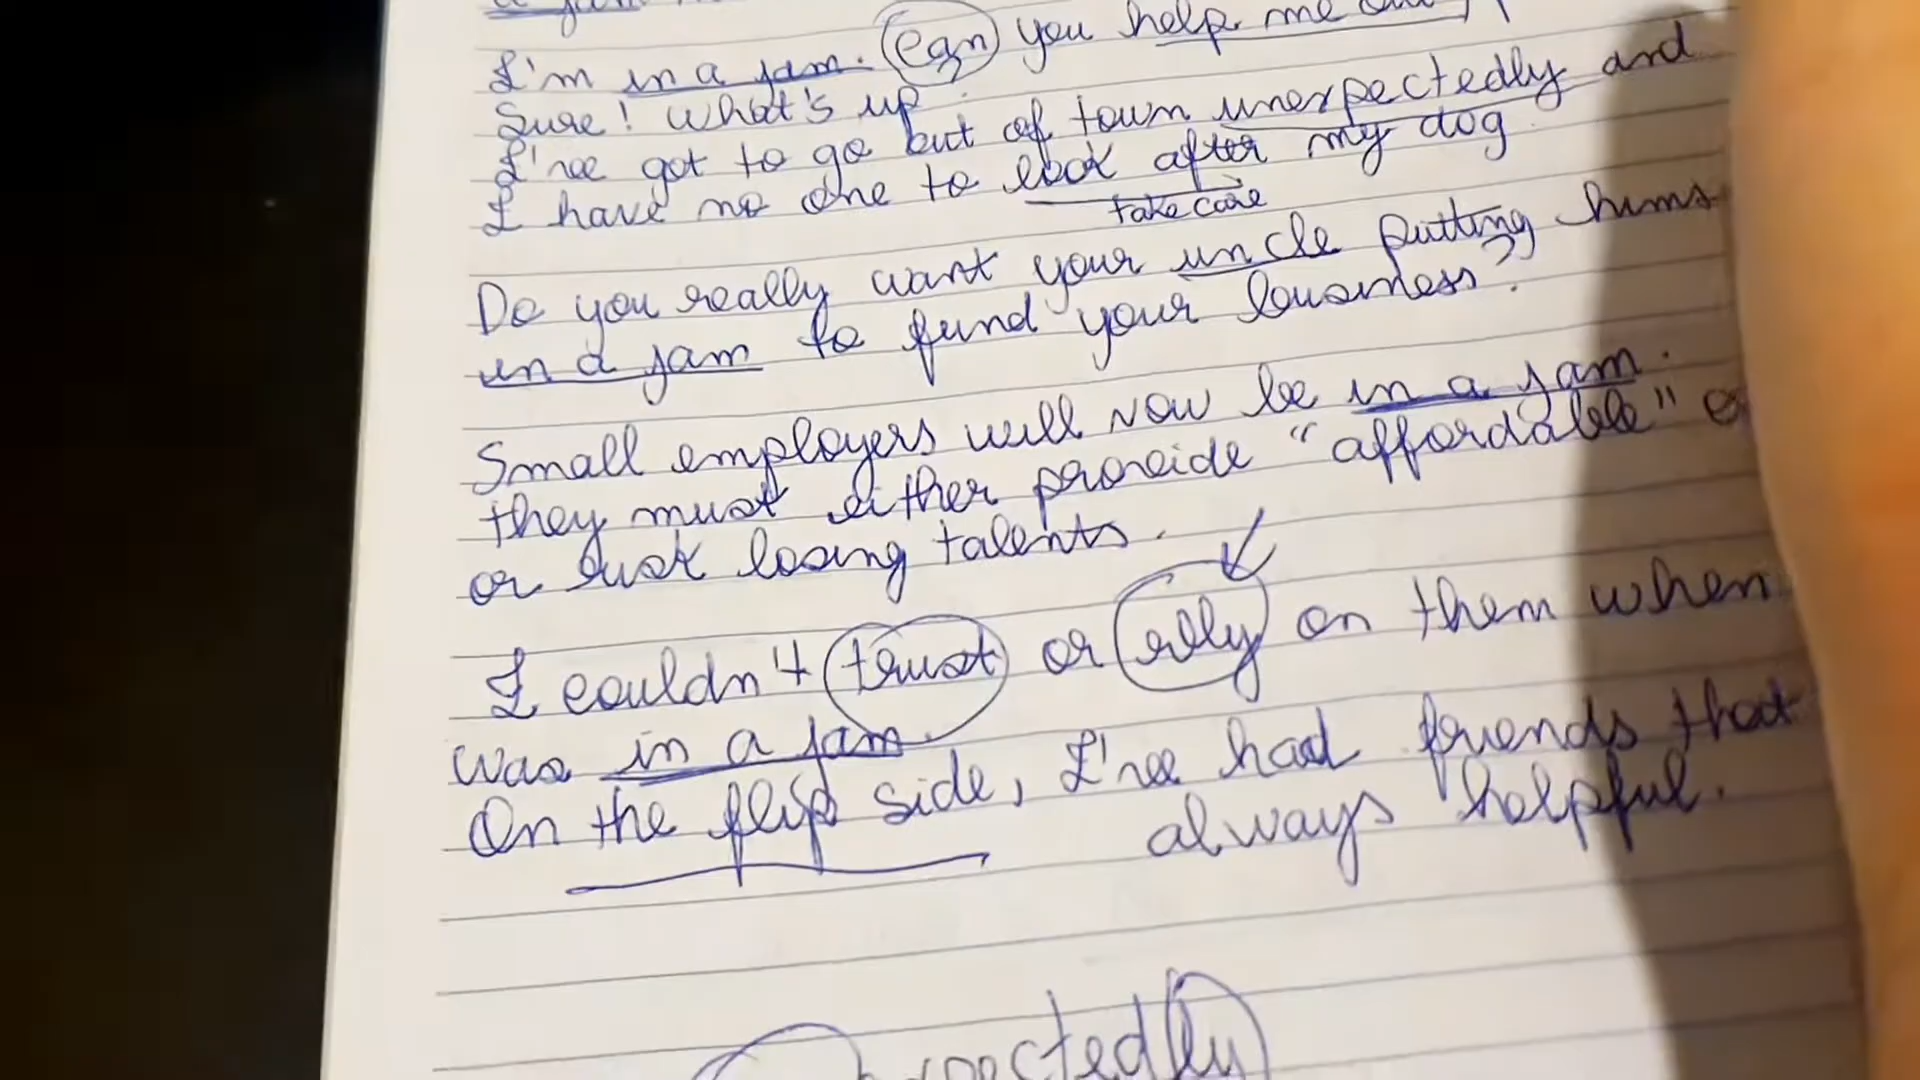 a jam
I'm in a jam. Can you help me out
Sure! What's up
I've got to go out of town unexpectedly and
I have no one to look after my dog.
take care
Do you really want your uncle putting hims
in a jam to fund your business?
Small employers will now be in a jam.
they must either provide "affordable"
or risk losing talents.
I couldn't trust or rely on them when
was in a jam.
On the flip side, I've had friends that
always helpful.
pectedly